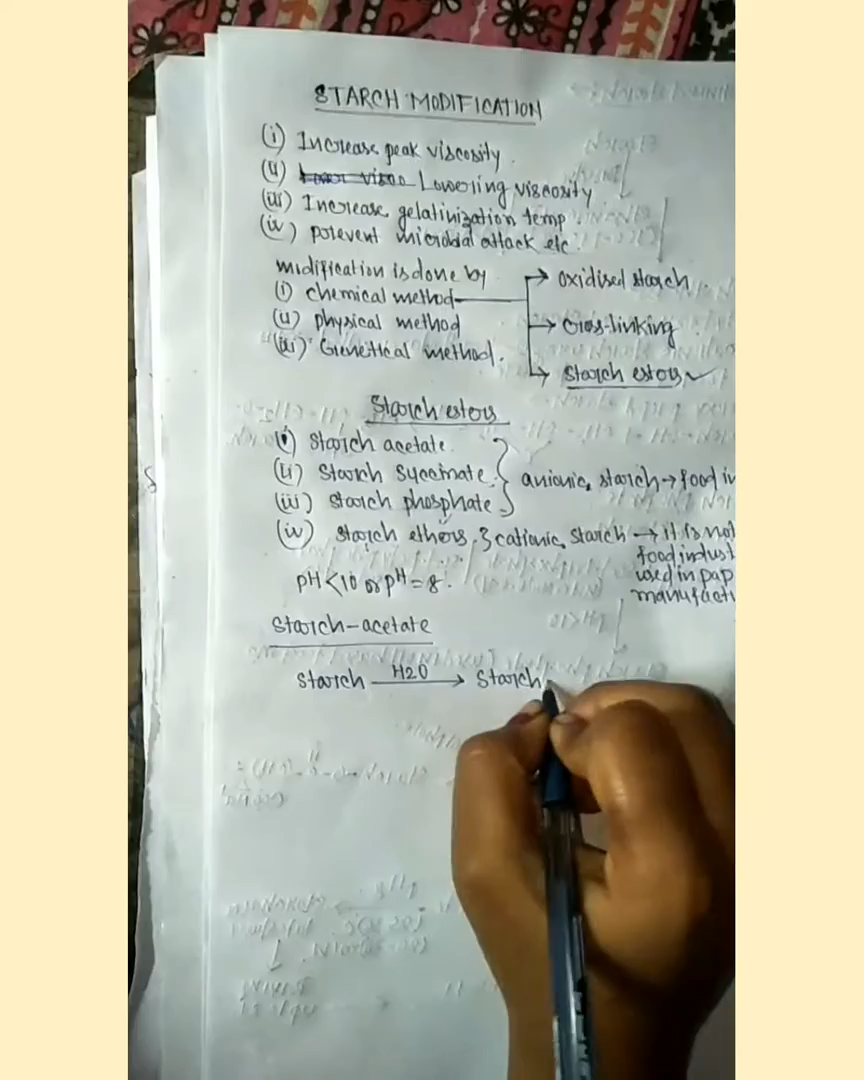 STARCH MODIFICATION
(i) Increase peak viscosity.
(ii) Lowering viscosity
(iii) Increase gelatinization temp
(iv) prevent microbial attack etc.
modification is done by
(i) chemical method → oxidised starch
(ii) physical method → cross-linking
(iii) Genetical method. → starch esters ✓
Starch esters
(i) starch acetate.
(ii) starch succinate. } anionic starch → food in
(iii) starch phosphate
(iv) starch ethers. } cationic starch → it is not
food indust
used in pap
manufact
pH < 10 or pH = 8.
Starch-acetate
starch H2O → starch